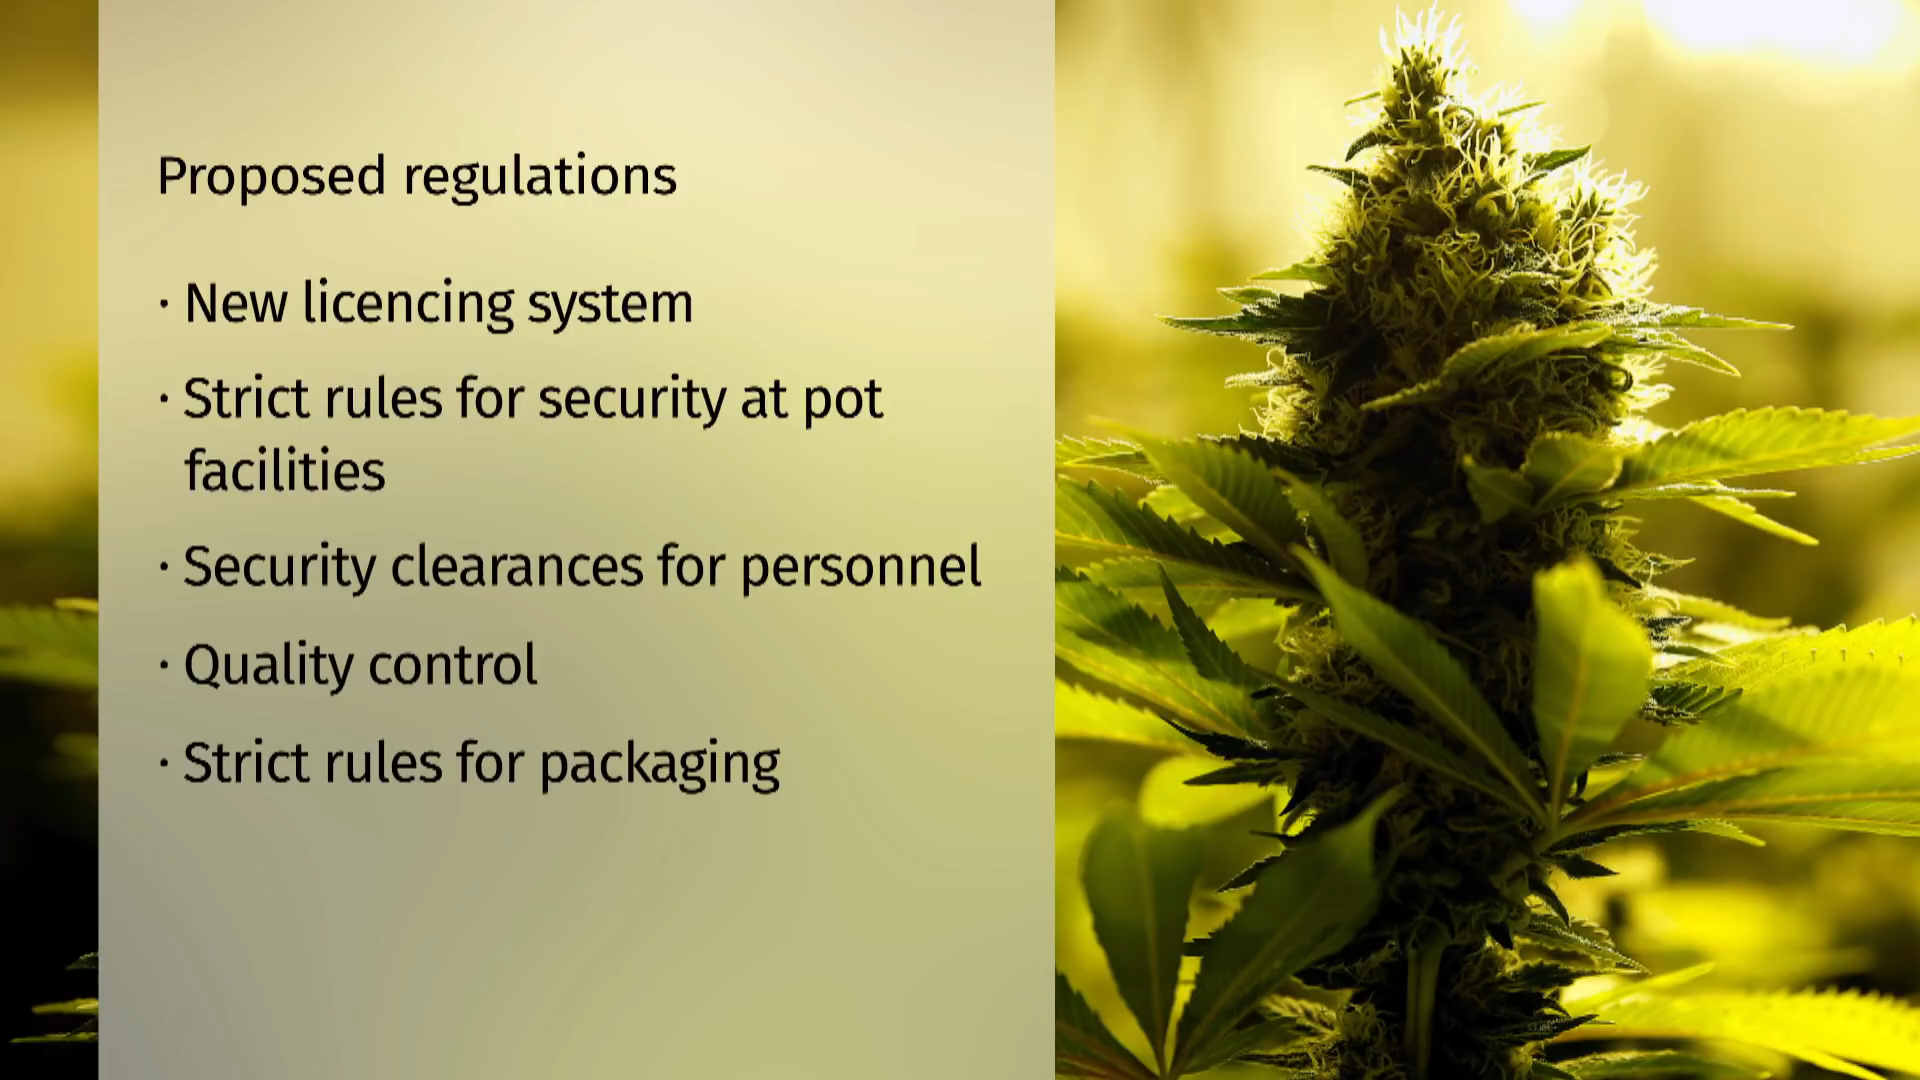 Proposed regulations
· New licencing system
· Strict rules for security at pot
facilities
· Security clearances for personnel
· Quality control
· Strict rules for packaging